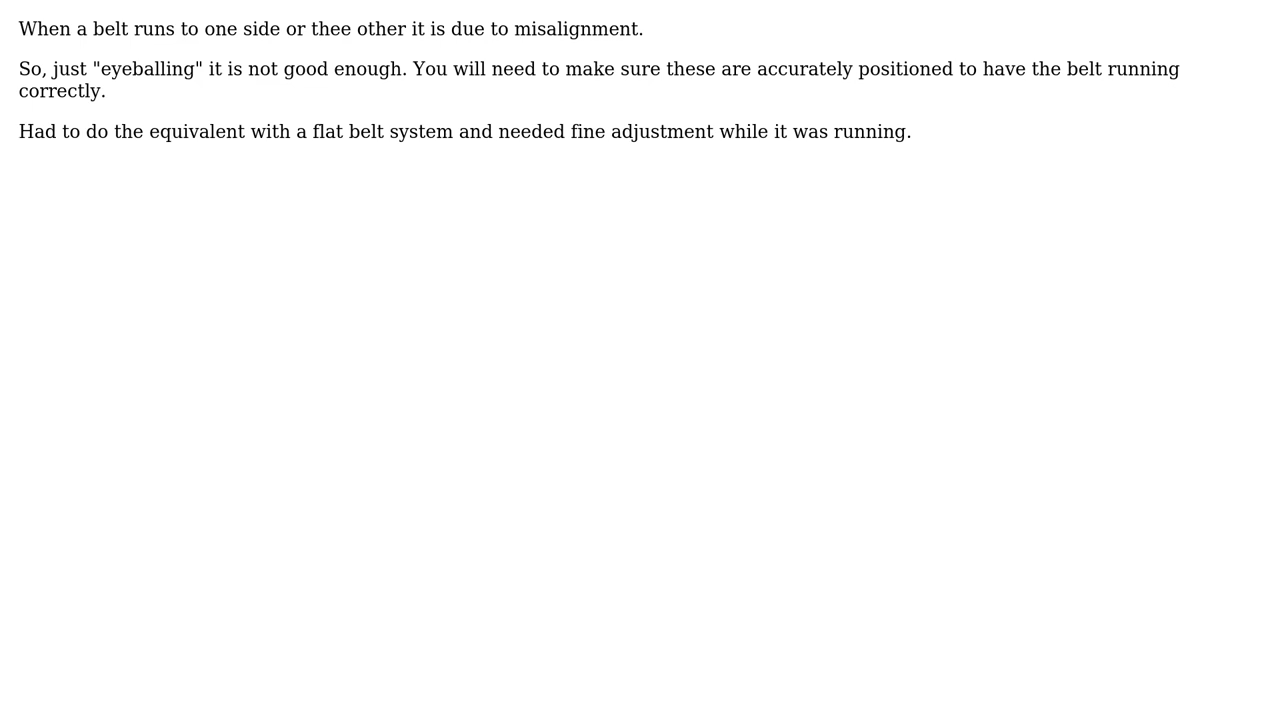 When a belt runs to one side or thee other it is due to misalignment.
So, just "eyeballing" it is not good enough. You will need to make sure these are accurately positioned to have the belt running
correctly.
Had to do the equivalent with a flat belt system and needed fine adjustment while it was running.